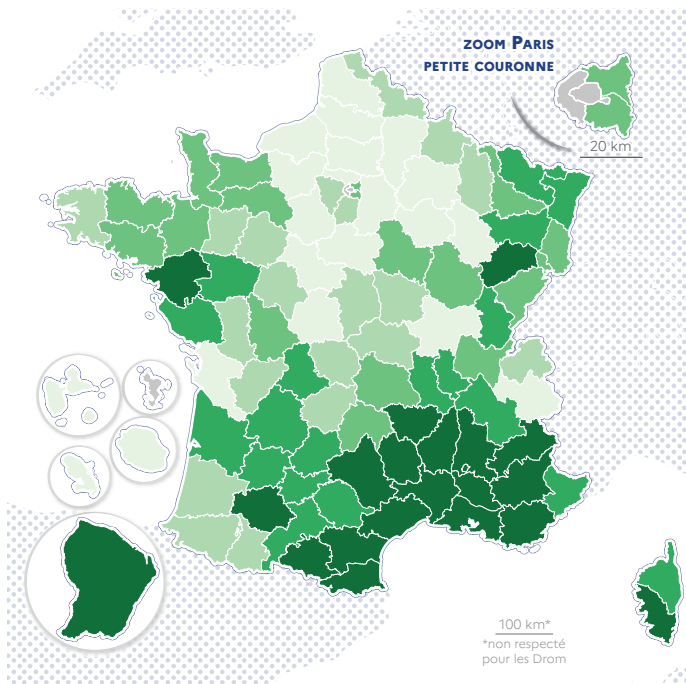 ZOOM PARIS
PETITE COURONNE
20 km
100 km*
*non respecté
pour les Drom